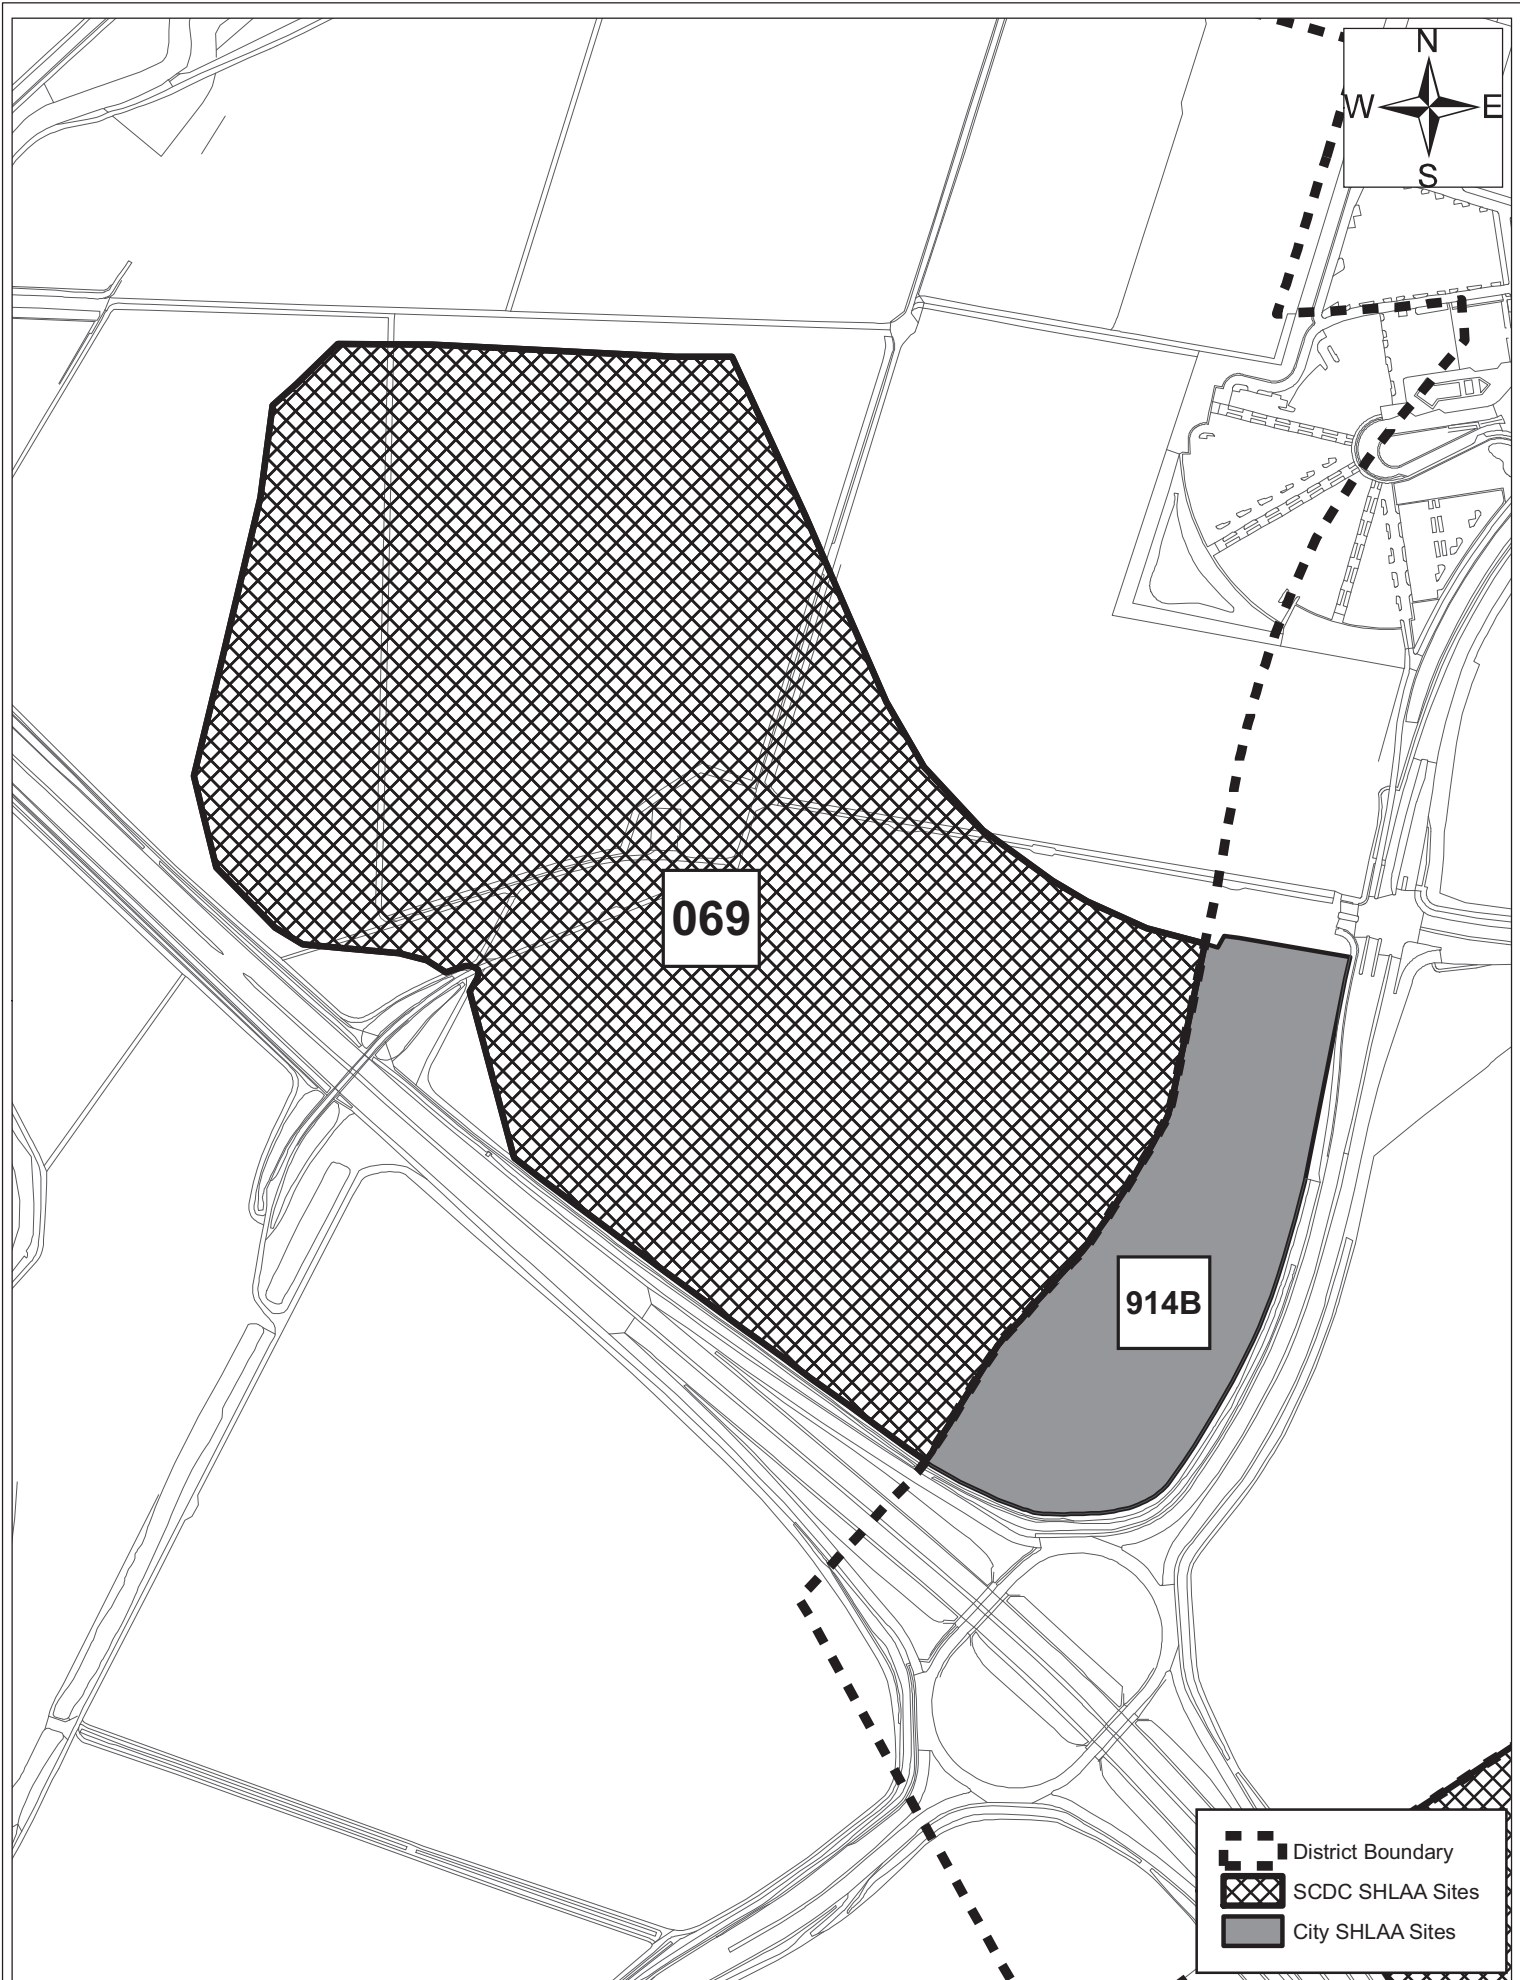 N
W E
S
069
914B
District Boundary
SCDC SHLAA Sites
City SHLAA Sites